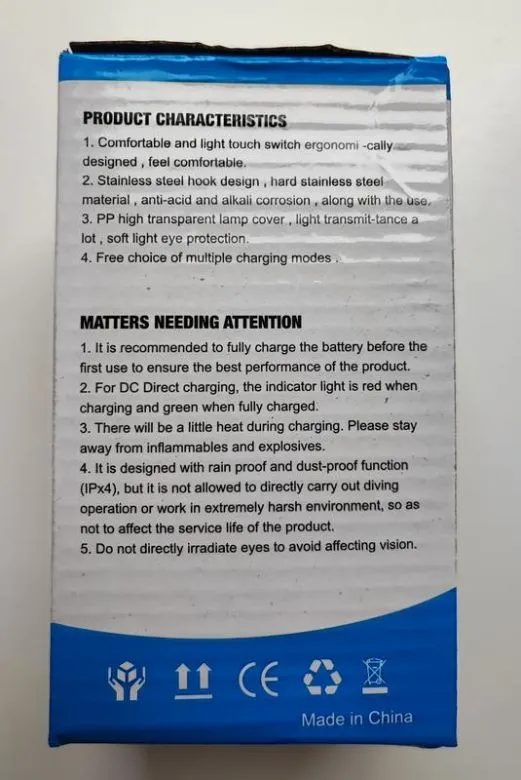 PRODUCT CHARACTERISTICS
1. Comfortable and light touch switch ergonomi -cally
designed , feel comfortable.
2. Stainless steel hook design , hard stainless steel
material , anti-acid and alkali corrosion , along with the use.
3. PP high transparent lamp cover , light transmit-tance a
lot , soft light eye protection.
4. Free choice of multiple charging modes .
MATTERS NEEDING ATTENTION
1. It is recommended to fully charge the battery before the
first use to ensure the best performance of the product.
2. For DC Direct charging, the indicator light is red when
charging and green when fully charged.
3. There will be a little heat during charging. Please stay
away from inflammables and explosives.
4. It is designed with rain proof and dust-proof function
(IPx4), but it is not allowed to directly carry out diving
operation or work in extremely harsh environment, so as
not to affect the service life of the product.
5. Do not directly irradiate eyes to avoid affecting vision.
CE
Made in China